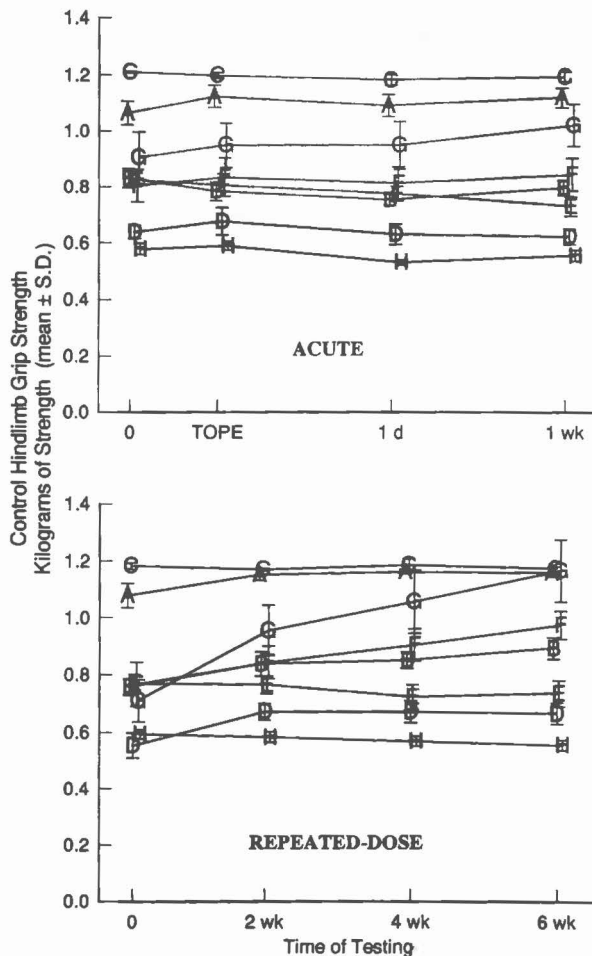 Control Hindlimb Grip Strength
Kilograms of Strength (mean ± S.D.)
1.4
1.2
1.0
0.8
0.6
0.4
0.2
0.0
C
C
C
C
A
A
A
A
G
G
G
G
D
D
D
D
H
H
H
H
ACUTE
0 TOPE 1 d 1 wk
1.4
1.2
1.0
0.8
0.6
0.4
0.2
0.0
C
C
C
C
A
A
A
G
G
G
G
D
D
D
D
H
H
H
H
REPEATED-DOSE
0 2 wk 4 wk 6 wk
Time of Testing